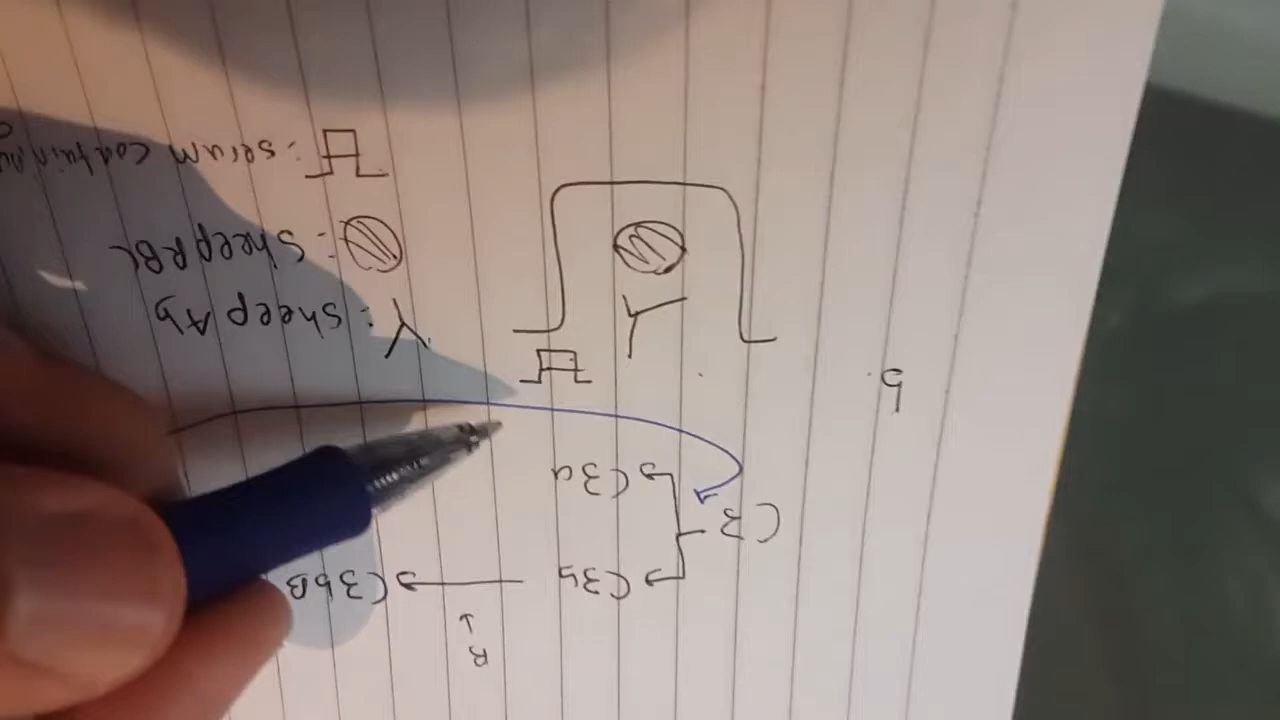 B
C3b C3bB
C3
C3a
: Sheep Ab
: Sheep RBC
: serum containing